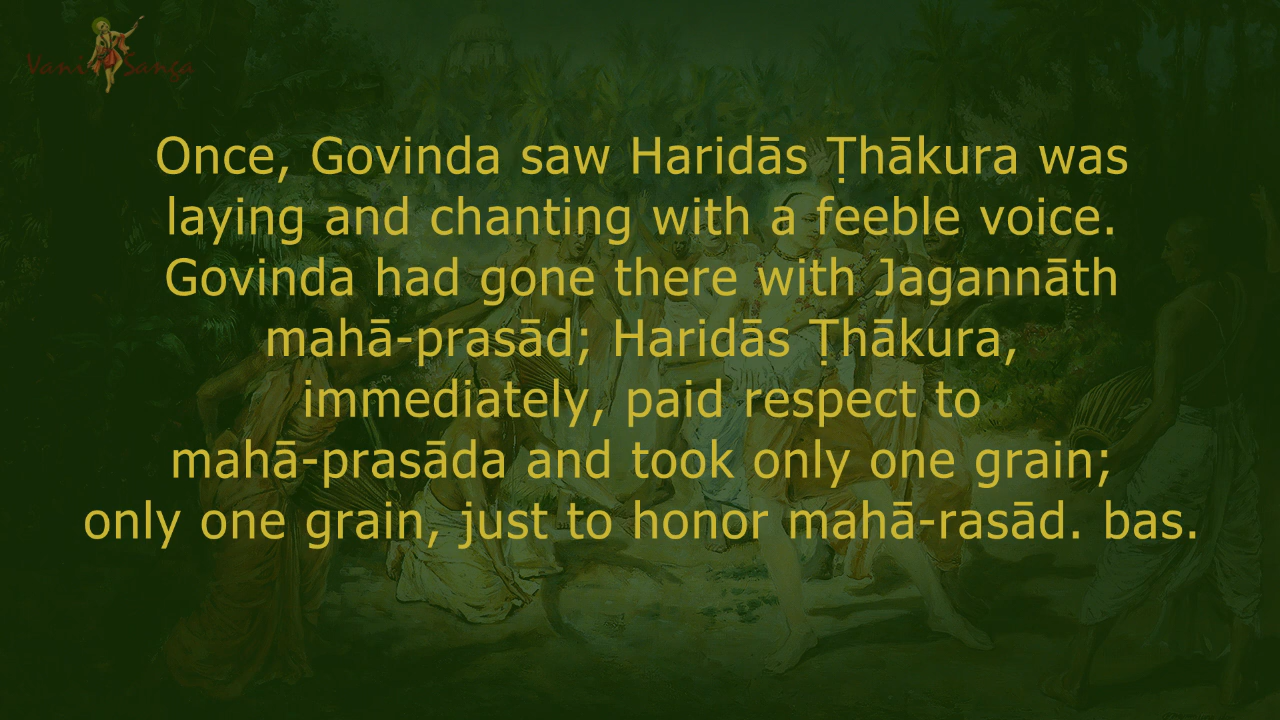 Vani Sanga
Once, Govinda saw Haridās Ṭhākura was
laying and chanting with a feeble voice.
Govinda had gone there with Jagannāth
mahā-prasād; Haridās Ṭhākura,
immediately, paid respect to
mahā-prasāda and took only one grain;
only one grain, just to honor mahā-rasād. bas.